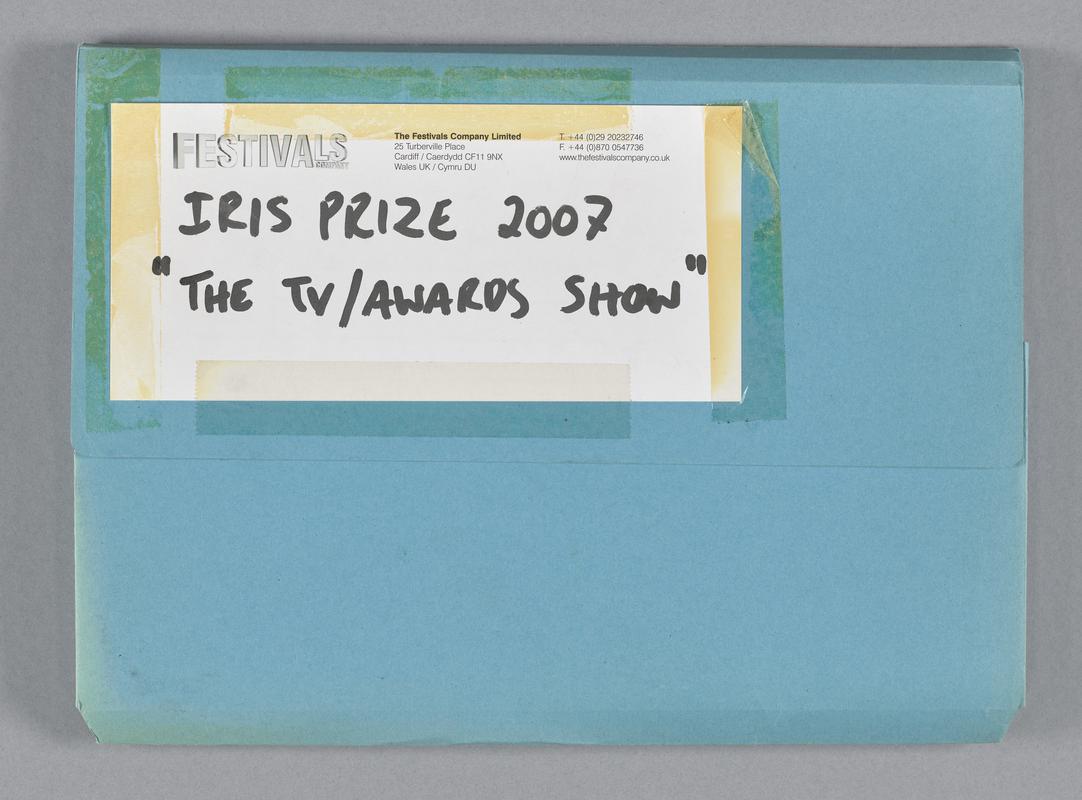 FESTIVALS
COMPANY
The Festivals Company Limited
25 Turberville Place
Cardiff / Caerdydd CF11 9NX
Wales UK / Cymru DU
T. +44 (0)29 20232746
F. +44 (0)870 0547736
www.thefestivalscompany.co.uk
IRIS PRIZE 2007
"THE TV/AWARDS SHOW"